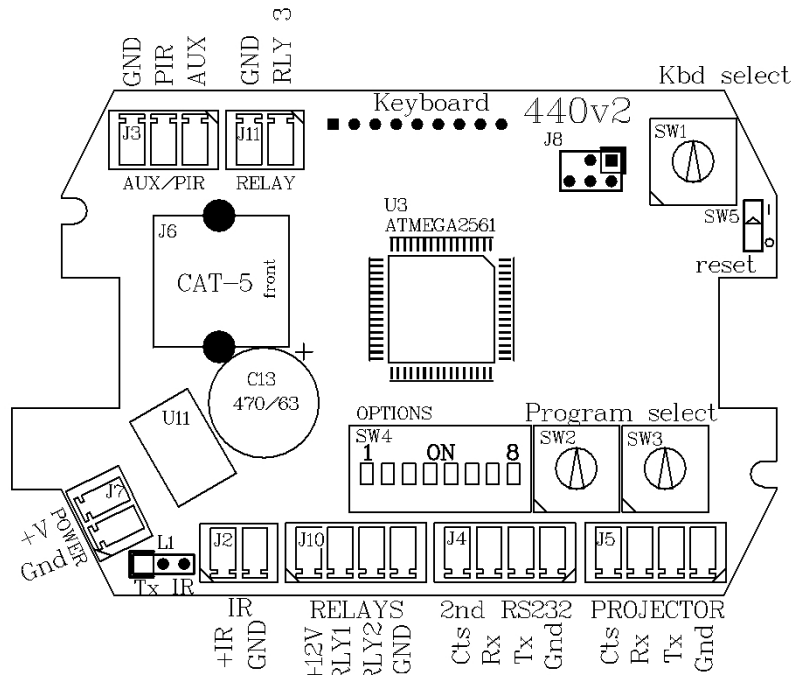 GND PIR AUX GND RLY 3
Kbd select
Keyboard 440v2
J3 J11 J8 SW1
AUX/PIR RELAY
U3
ATMEGA2561
J6
SW5
1
0
CAT-5 front
reset
+
C13
470/63
U11
OPTIONS Program select
SW4 SW2 SW3
1 ON 8
J7
+V
Gnd
POWER
L1
Tx IR
J2 J10 J4 J5
IR RELAYS 2nd RS232 PROJECTOR
+IR GND +12V RLY1 RLY2 GND Cts Rx Tx Gnd Cts Rx Tx Gnd